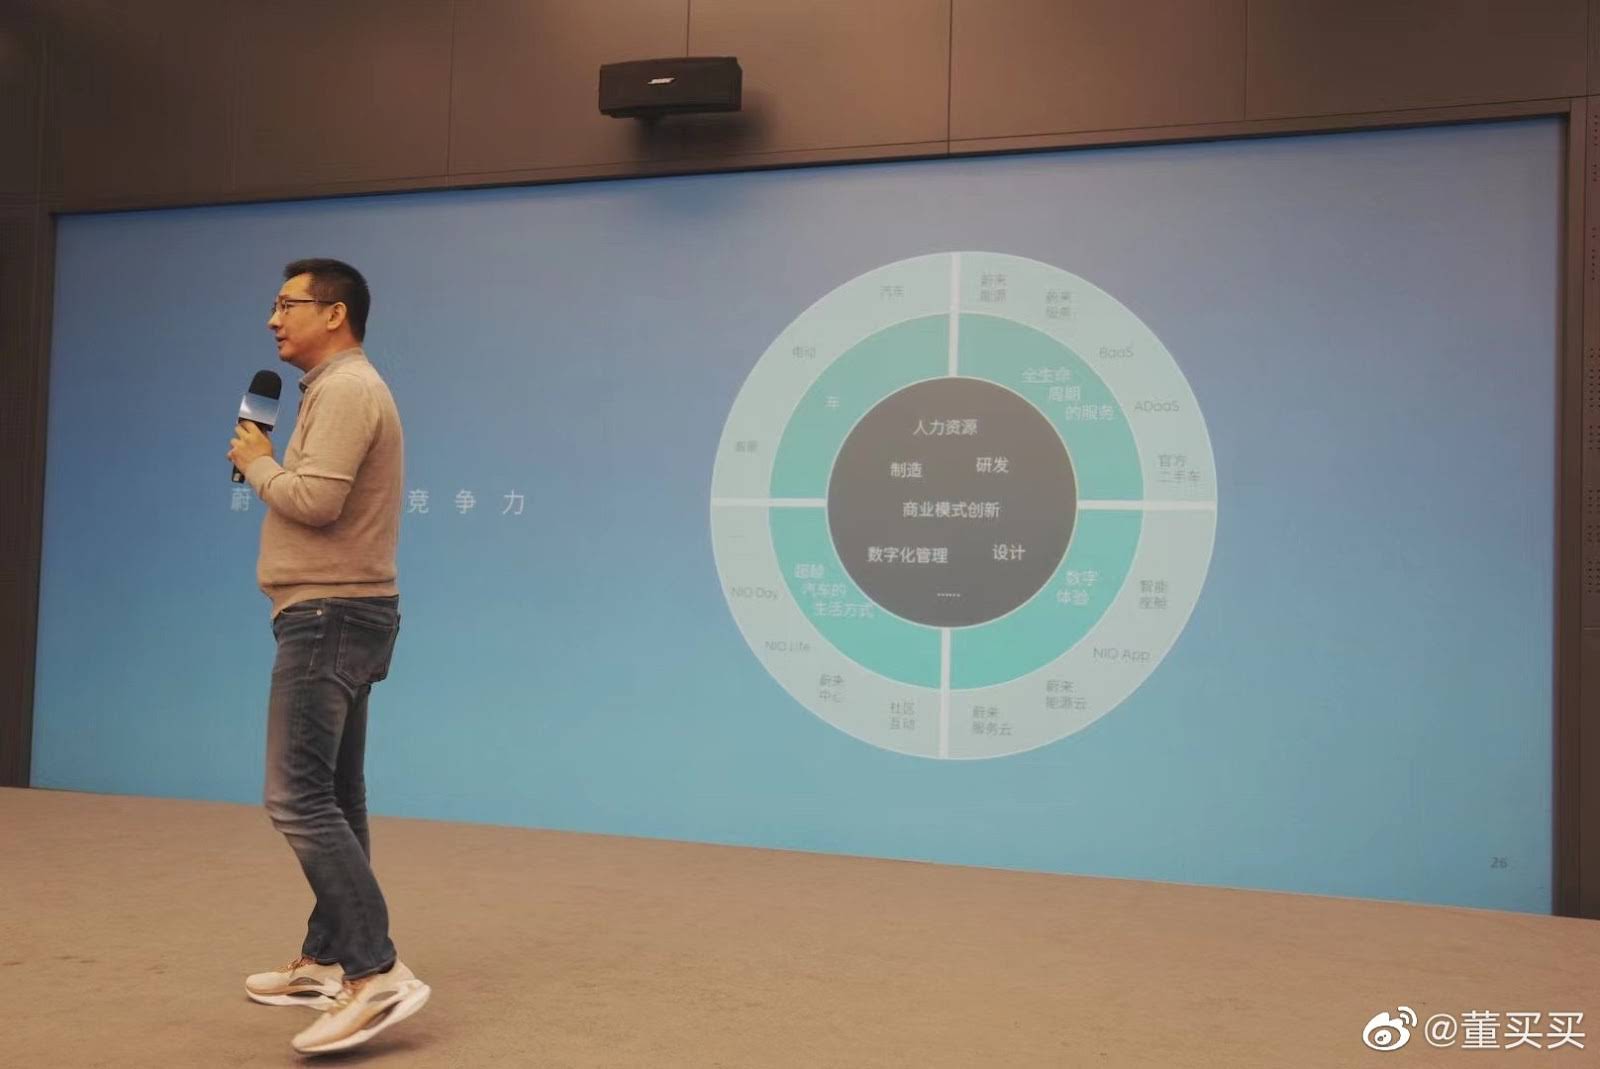 BOSE
蔚
竞争力
汽车
电动
智能
车
蔚来
能源
蔚来
服务
BaaS
ADaaS
官方
二手车
全生命
周期
的服务
人力资源
制造
研发
商业模式创新
数字化管理
设计
……
超越
汽车的
生活方式
NIO Day
NIO Life
蔚来
中心
社区
互动
数字
体验
智能
座舱
NIO App
蔚来
能源云
蔚来
服务云
26
@董买买